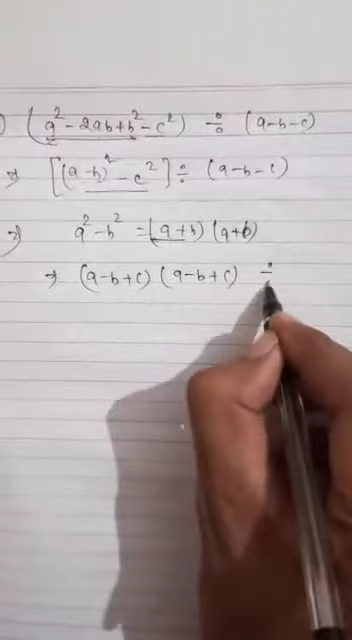 ) (a² - 2ab + b² - c²) ÷ (a-b-c)
⇒ [(a-b)² - c²] ÷ (a-b-c)
⇒ a² - b² = (a+b) (a+b)
⇒ (a-b+c) (a-b+c) ÷